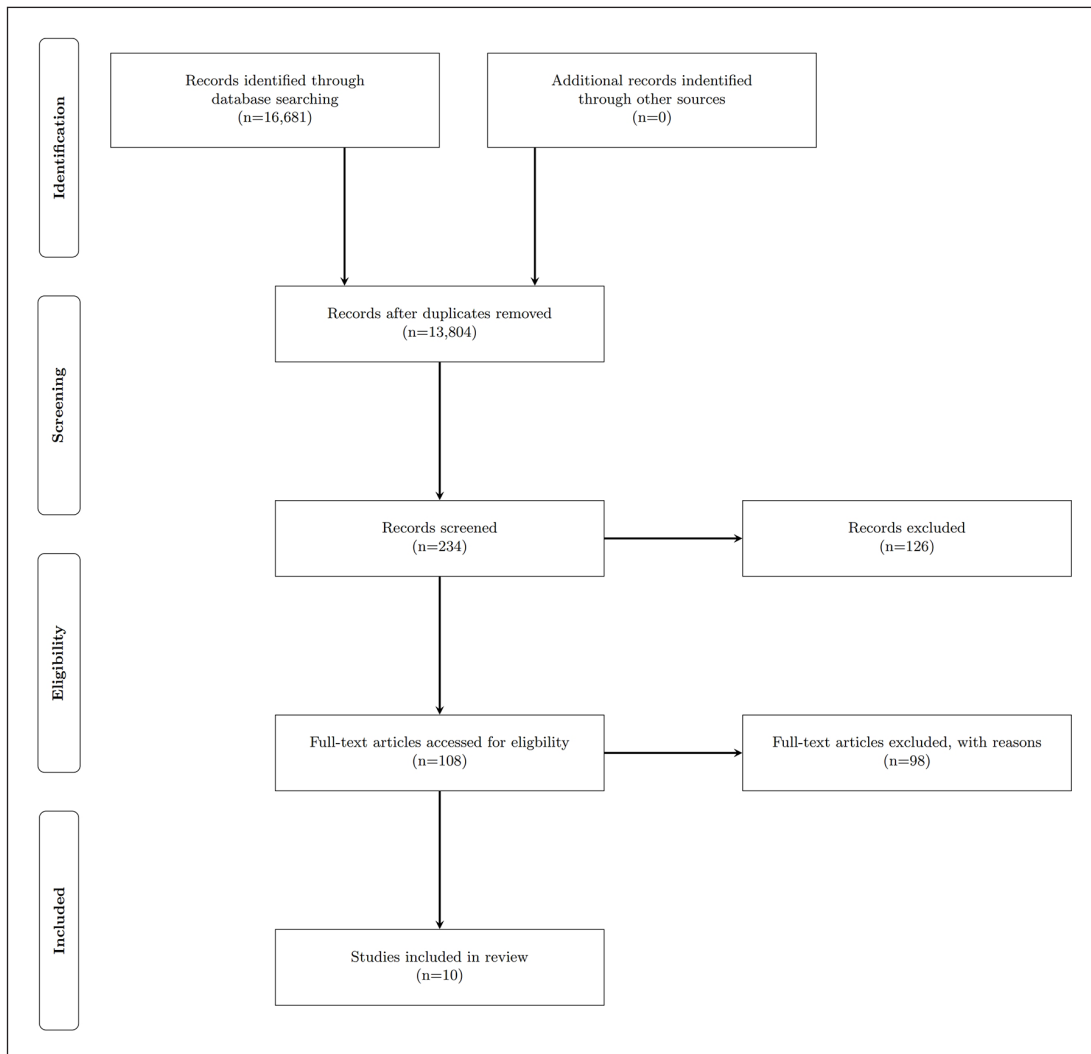 Identification
Records identified through
database searching
(n=16,681)
Additional records indentified
through other sources
(n=0)
Screening
Records after duplicates removed
(n=13,804)
Records screened
(n=234)
Records excluded
(n=126)
Eligibility
Full-text articles accessed for eligbility
(n=108)
Full-text articles excluded, with reasons
(n=98)
Included
Studies included in review
(n=10)